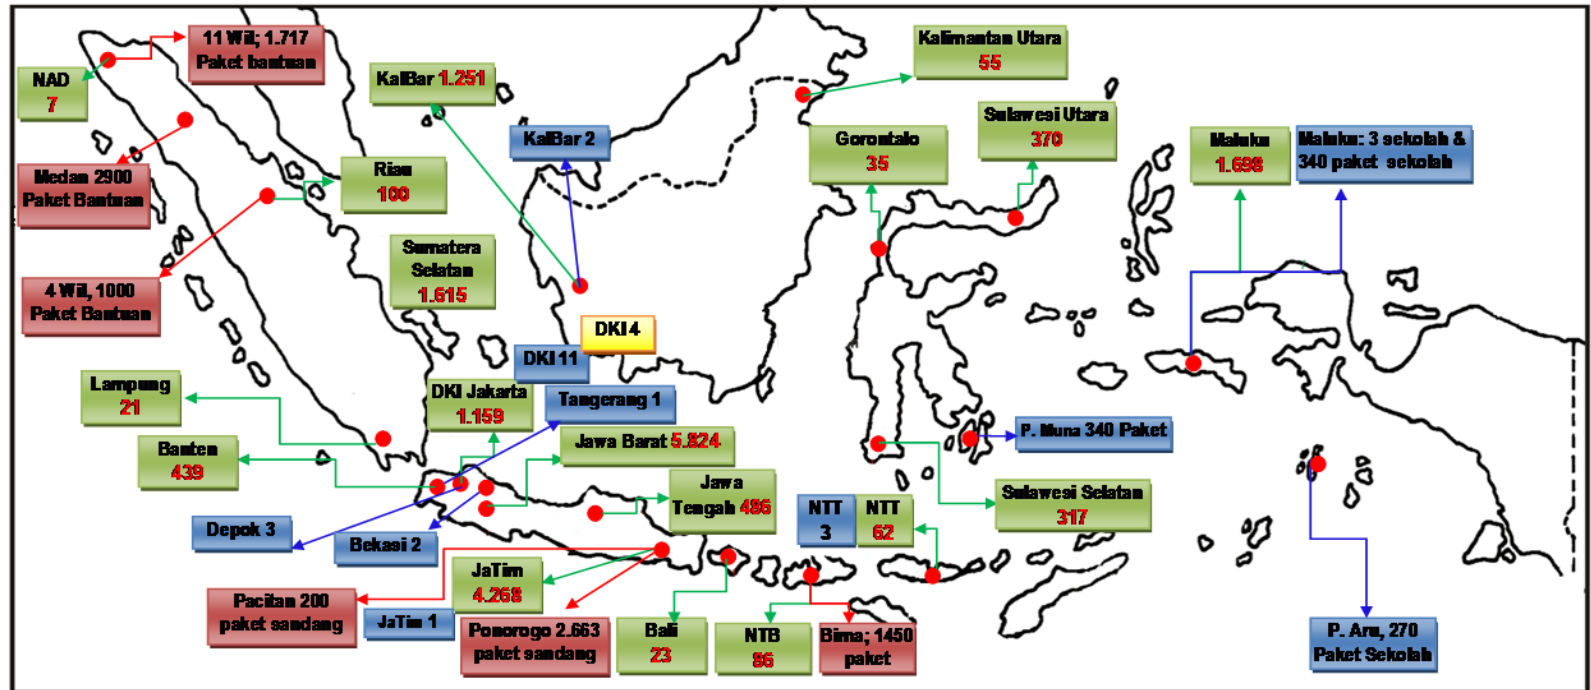 11 Will; 1.717
Paket bantuan
NAD
7
KalBar 1.251
Kalimantan Utara
55
KalBar 2
Gorontalo
35
Sulawesi Utara
370
Maluku
1.698
Maluku: 3 sekolah &
340 paket sekolah
Medan 2900
Paket Bantuan
Riau
100
Sumatera
Selatan
1.615
4 Will, 1000
Paket Bantuan
DKI 4
DKI 11
Lampung
21
DKI Jakarta
1.159
Tangerang 1
Banten
439
Jawa Barat 5.824
P. Muna 340 Paket
Jawa
Tengah 486
NTT
3
NTT
62
Sulawesi Selatan
317
Depok 3
Bekasi 2
JaTim
4.268
Pacitan 200
paket sandang
JaTim 1
Ponorogo 2.663
paket sandang
Bali
23
NTB
86
Bima; 1450
paket
P. Aru, 270
Paket Sekolah